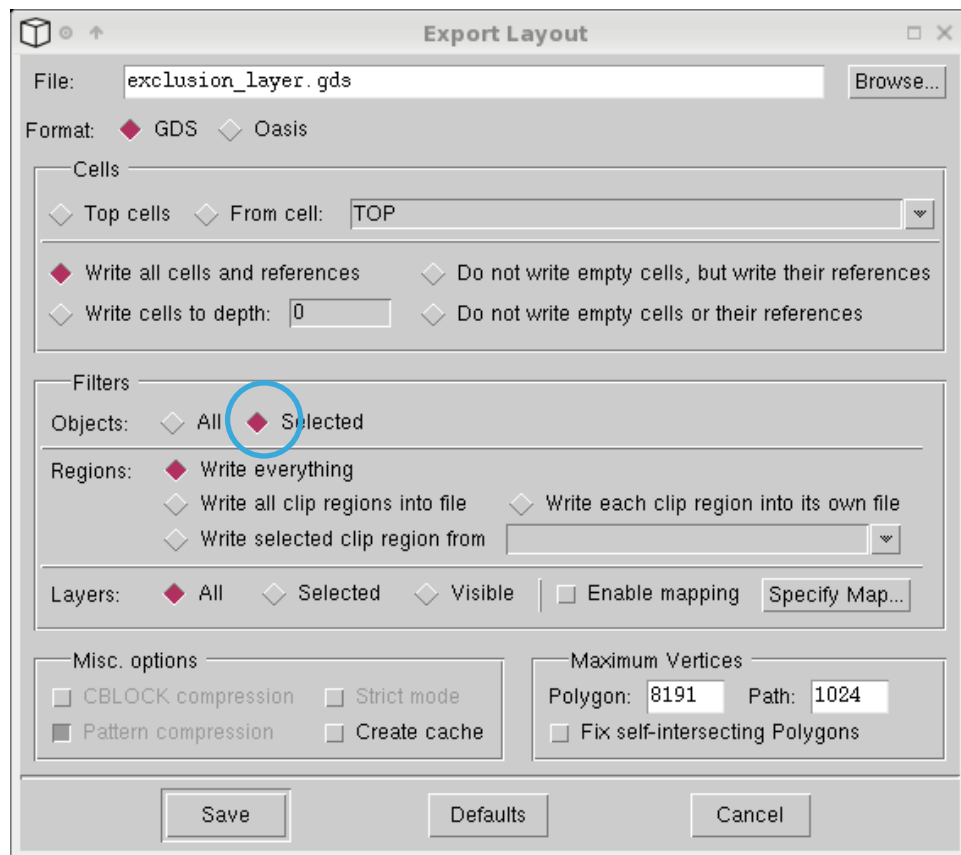 Export Layout
File: exclusion_layer.gds Browse...
Format: GDS Oasis
Cells
Top cells From cell: TOP
Write all cells and references Do not write empty cells, but write their references
Write cells to depth: 0 Do not write empty cells or their references
Filters
Objects: All Selected
Regions: Write everything
Write all clip regions into file Write each clip region into its own file
Write selected clip region from
Layers: All Selected Visible Enable mapping Specify Map...
Misc. options Maximum Vertices
CBLOCK compression Strict mode Polygon: 8191 Path: 1024
Pattern compression Create cache Fix self-intersecting Polygons
Save Defaults Cancel